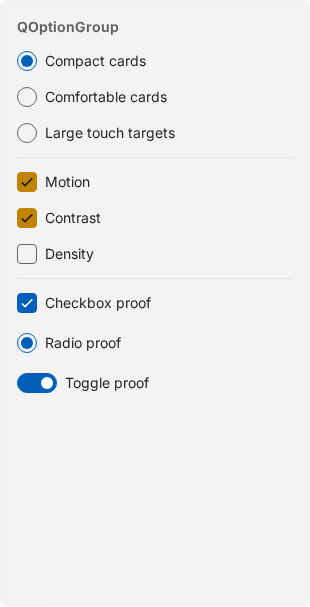 QOptionGroup
Compact cards
Comfortable cards
Large touch targets
Motion
Contrast
Density
Checkbox proof
Radio proof
Toggle proof